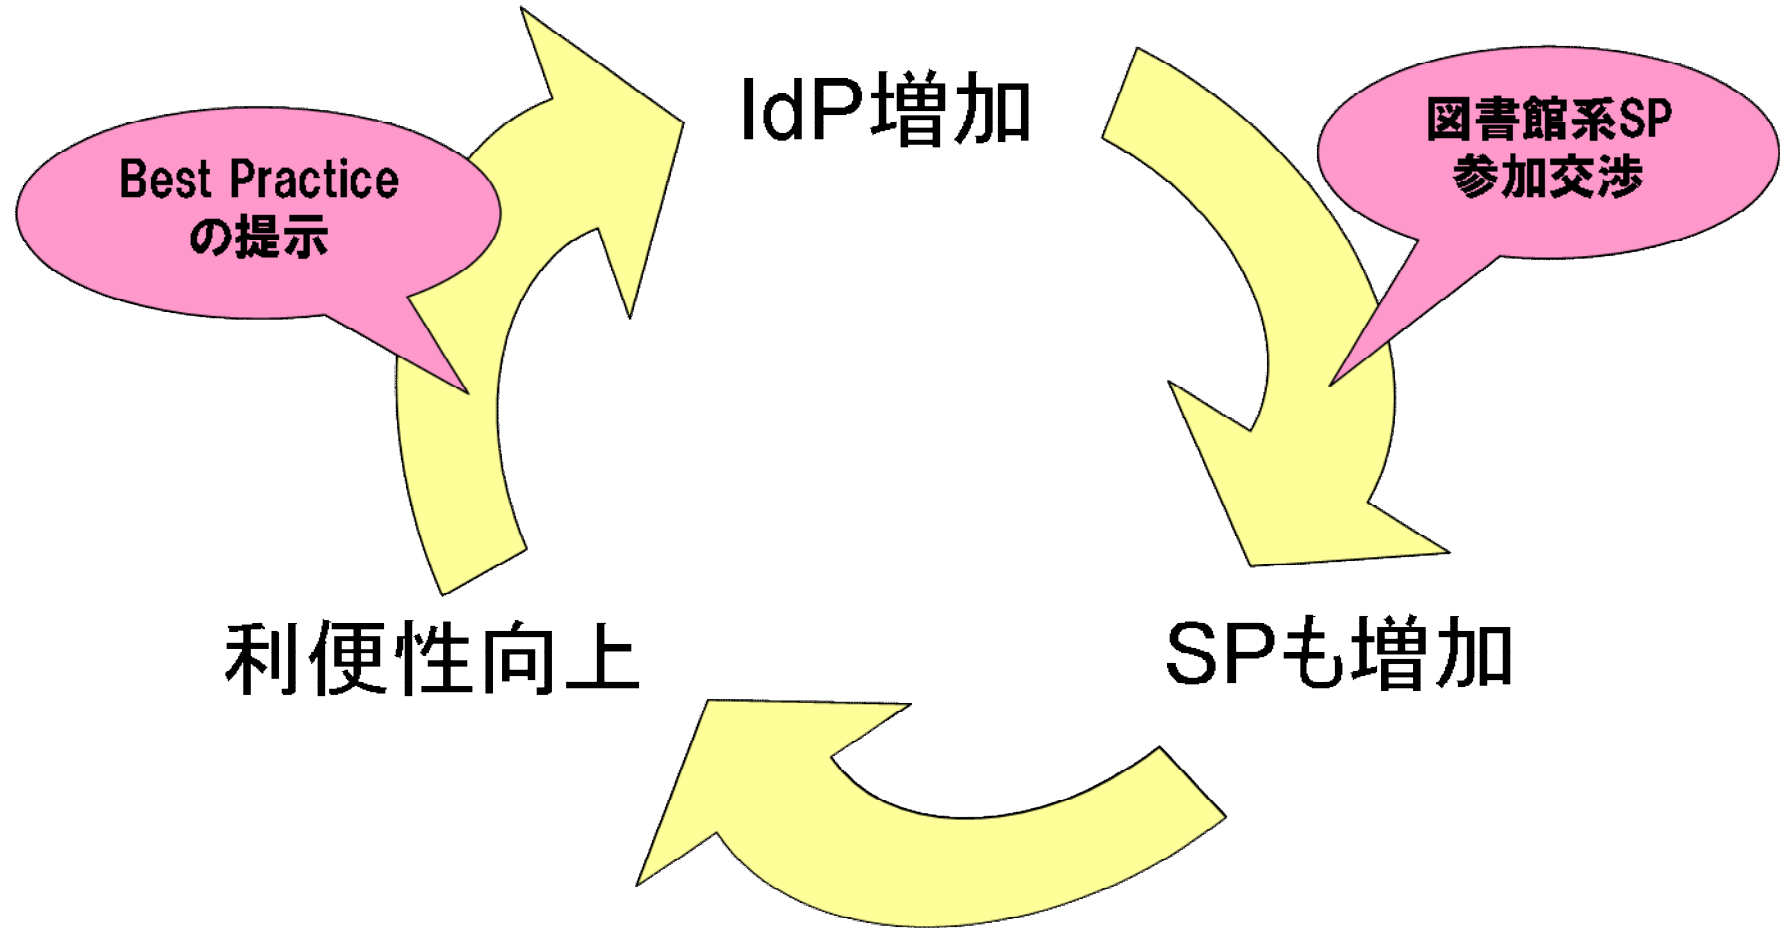 IdP増加
図書館系SP
参加交渉
Best Practice
の提示
利便性向上
SPも増加